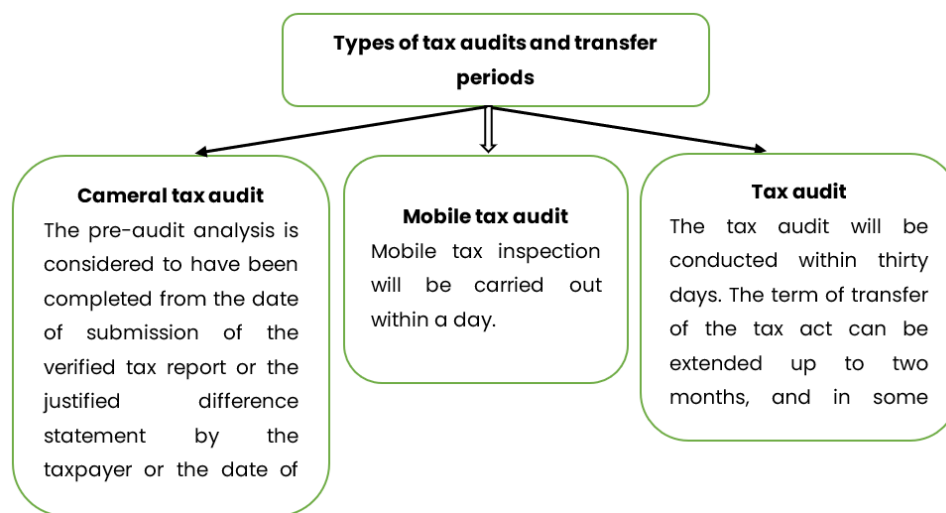 Types of tax audits and transfer
periods
Cameral tax audit
The pre-audit analysis is
considered to have been
completed from the date
of submission of the
verified tax report or the
justified difference
statement by the
taxpayer or the date of
Mobile tax audit
Mobile tax inspection
will be carried out
within a day.
Tax audit
The tax audit will be
conducted within thirty
days. The term of transfer
of the tax act can be
extended up to two
months, and in some